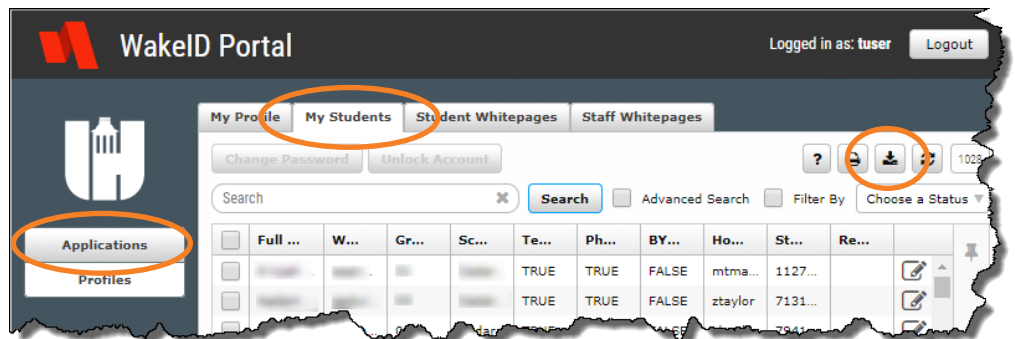 WakeID Portal
Logged in as: tuser Logout
My Profile My Students Student Whitepages Staff Whitepages
Change Password Unlock Account ? 1028
Search Search Advanced Search Filter By Choose a Status
Applications
Profiles
Full ... W... Gr... Sc... Te... Ph... BY... Ho... St... Re...
TRUE TRUE FALSE mtma... 1127...
TRUE TRUE FALSE ztaylor 7131...